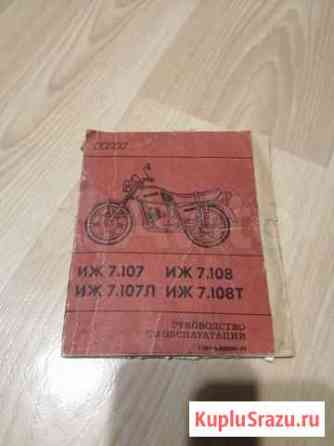 ИЖ 7.107 ИЖ 7.108
ИЖ 7.107Л ИЖ 7.108Т
РУКОВОДСТВО
ПО ЭКСПЛУАТАЦИИ
KupluSrazu.ru